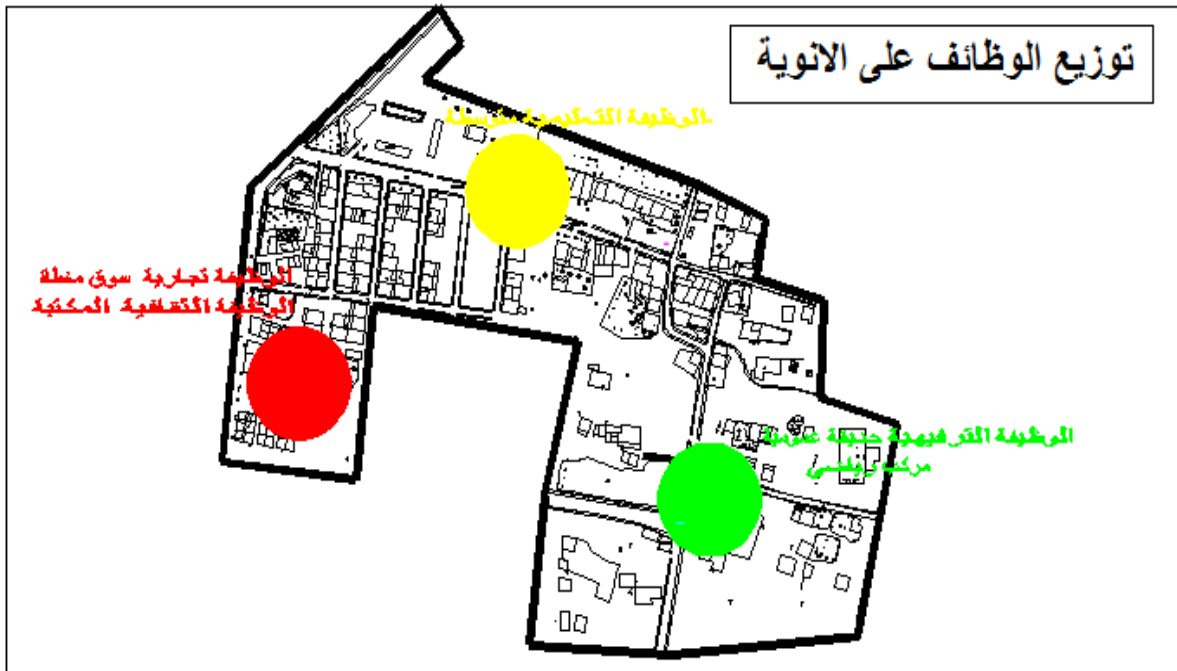 توزيع الوظائف على الانوية
-الوظيفة التعليمية متوسطة
الوظيفة تجارية سوق مغطاة
الوظيفة الثقافية المكتبة
الوظيفة الترفيهية حديقة عمومية
مركب رياضي